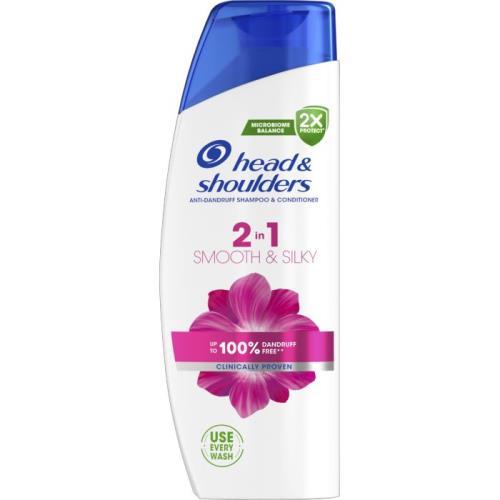 MICROBIOME
BALANCE
2X
PROTECT*
head &
shoulders
ANTI-DANDRUFF SHAMPOO & CONDITIONER
2 in 1
SMOOTH & SILKY
UP TO 100% DANDRUFF FREE**
CLINICALLY PROVEN
USE
EVERY
WASH